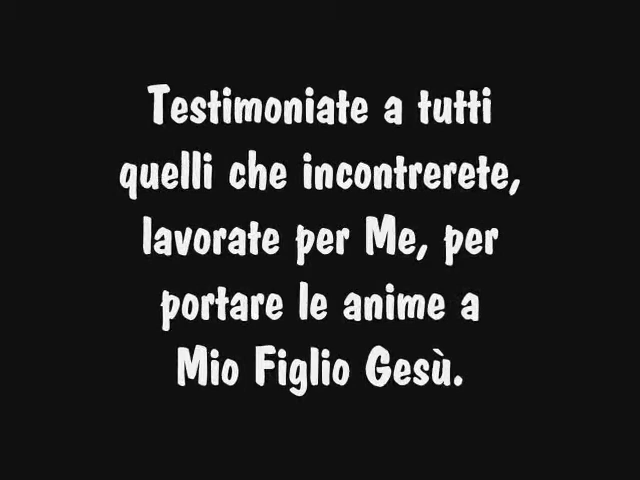 Testimoniate a tutti
quelli che incontrerete,
lavorate per Me, per
portare le anime a
Mio Figlio Gesù.